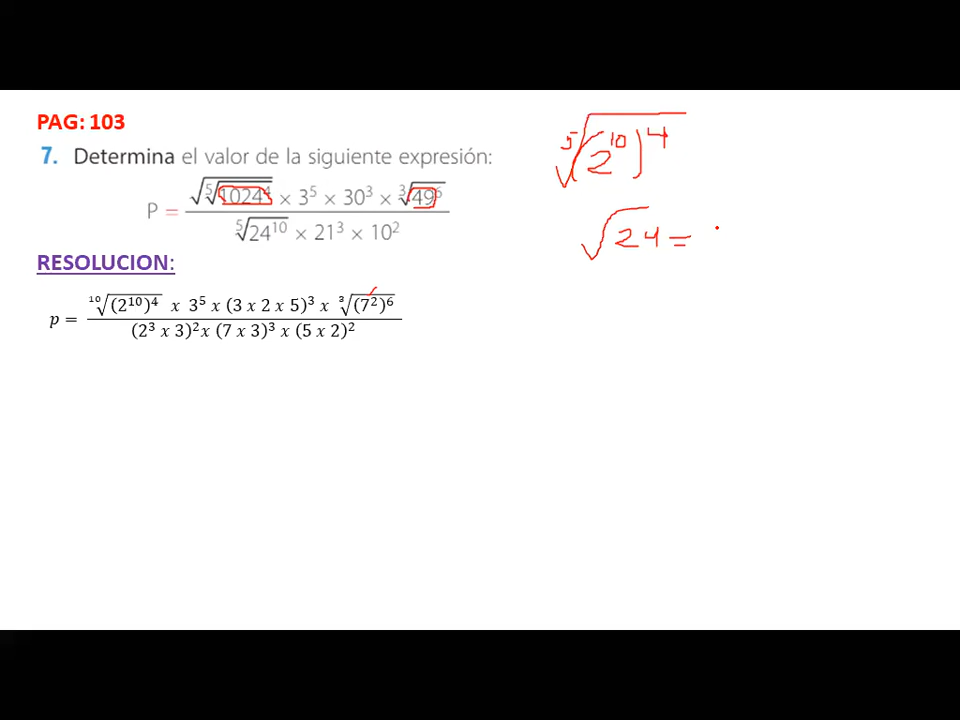 PAG: 103
7. Determina el valor de la siguiente expresión:
P = √(⁵√(1024⁴)) × 3⁵ × 30³ × ³√(49⁶) / ⁵√(24¹⁰) × 21³ × 10²
RESOLUCION:
p = ¹⁰√((2¹⁰)⁴) x 3⁵ x (3 x 2 x 5)³ x ³√((7²)⁶) / (2³ x 3)² x (7 x 3)³ x (5 x 2)²
⁵√((2¹⁰)⁴)
√24 =